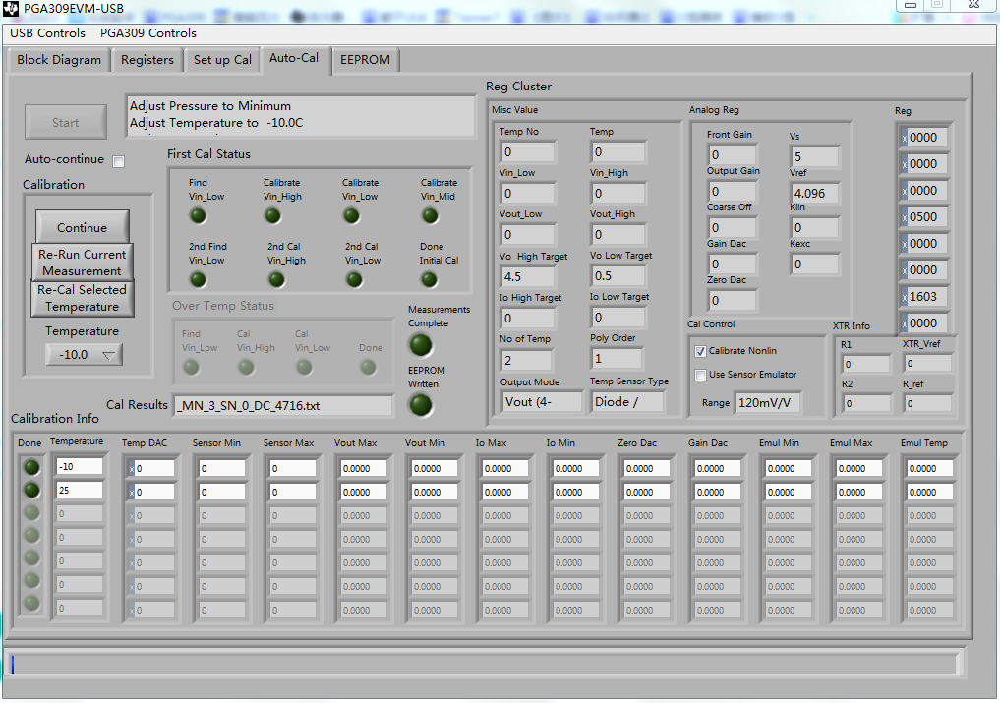 PGA309EVM-USB
USB Controls PGA309 Controls
Block Diagram Registers Set up Cal Auto-Cal EEPROM
Start
Adjust Pressure to Minimum
Adjust Temperature to -10.0C
Auto-continue
Calibration
Continue
Re-Run Current
Measurement
Re-Cal Selected
Temperature
Temperature
-10.0
First Cal Status
Find
Vin_Low
Calibrate
Vin_High
Calibrate
Vin_Low
Calibrate
Vin_Mid
2nd Find
Vin_Low
2nd Cal
Vin_High
2nd Cal
Vin_Low
Done
Initial Cal
Over Temp Status
Find
Vin_Low
Cal
Vin_High
Cal
Vin_Low
Done
Measurements
Complete
EEPROM
Written
Cal Results _MN_3_SN_0_DC_4716.txt
Reg Cluster
Misc Value
Temp No Temp
0 0
Vin_Low Vin_High
0 0
Vout_Low Vout_High
0 0
Vo High Target Vo Low Target
4.5 0.5
Io High Target Io Low Target
0 0
No of Temp Poly Order
2 1
Output Mode Temp Sensor Type
Vout (4- Diode /
Analog Reg
Front Gain Vs
0 5
Output Gain Vref
0 4.096
Coarse Off Klin
0 0
Gain Dac Kexc
0 0
Zero Dac
0
Reg
x 0000
x 0000
x 0000
x 0500
x 0000
x 0000
x 1603
x 0000
Cal Control
Calibrate Nonlin
Use Sensor Emulator
Range 120mV/V
XTR Info
R1 XTR_Vref
0 0
R2 R_ref
0 0
Calibration Info
Done Temperature Temp DAC Sensor Min Sensor Max Vout Max Vout Min Io Max Io Min Zero Dac Gain Dac Emul Min Emul Max Emul Temp
-10 x 0 0 0 0.0000 0.0000 0.0000 0.0000 0.0000 0.0000 0.0000 0.0000 0.0000
25 x 0 0 0 0.0000 0.0000 0.0000 0.0000 0.0000 0.0000 0.0000 0.0000 0.0000
0 x 0 0 0 0.0000 0.0000 0.0000 0.0000 0.0000 0.0000 0.0000 0.0000 0.0000
0 x 0 0 0 0.0000 0.0000 0.0000 0.0000 0.0000 0.0000 0.0000 0.0000 0.0000
0 x 0 0 0 0.0000 0.0000 0.0000 0.0000 0.0000 0.0000 0.0000 0.0000 0.0000
0 x 0 0 0 0.0000 0.0000 0.0000 0.0000 0.0000 0.0000 0.0000 0.0000 0.0000
0 x 0 0 0 0.0000 0.0000 0.0000 0.0000 0.0000 0.0000 0.0000 0.0000 0.0000